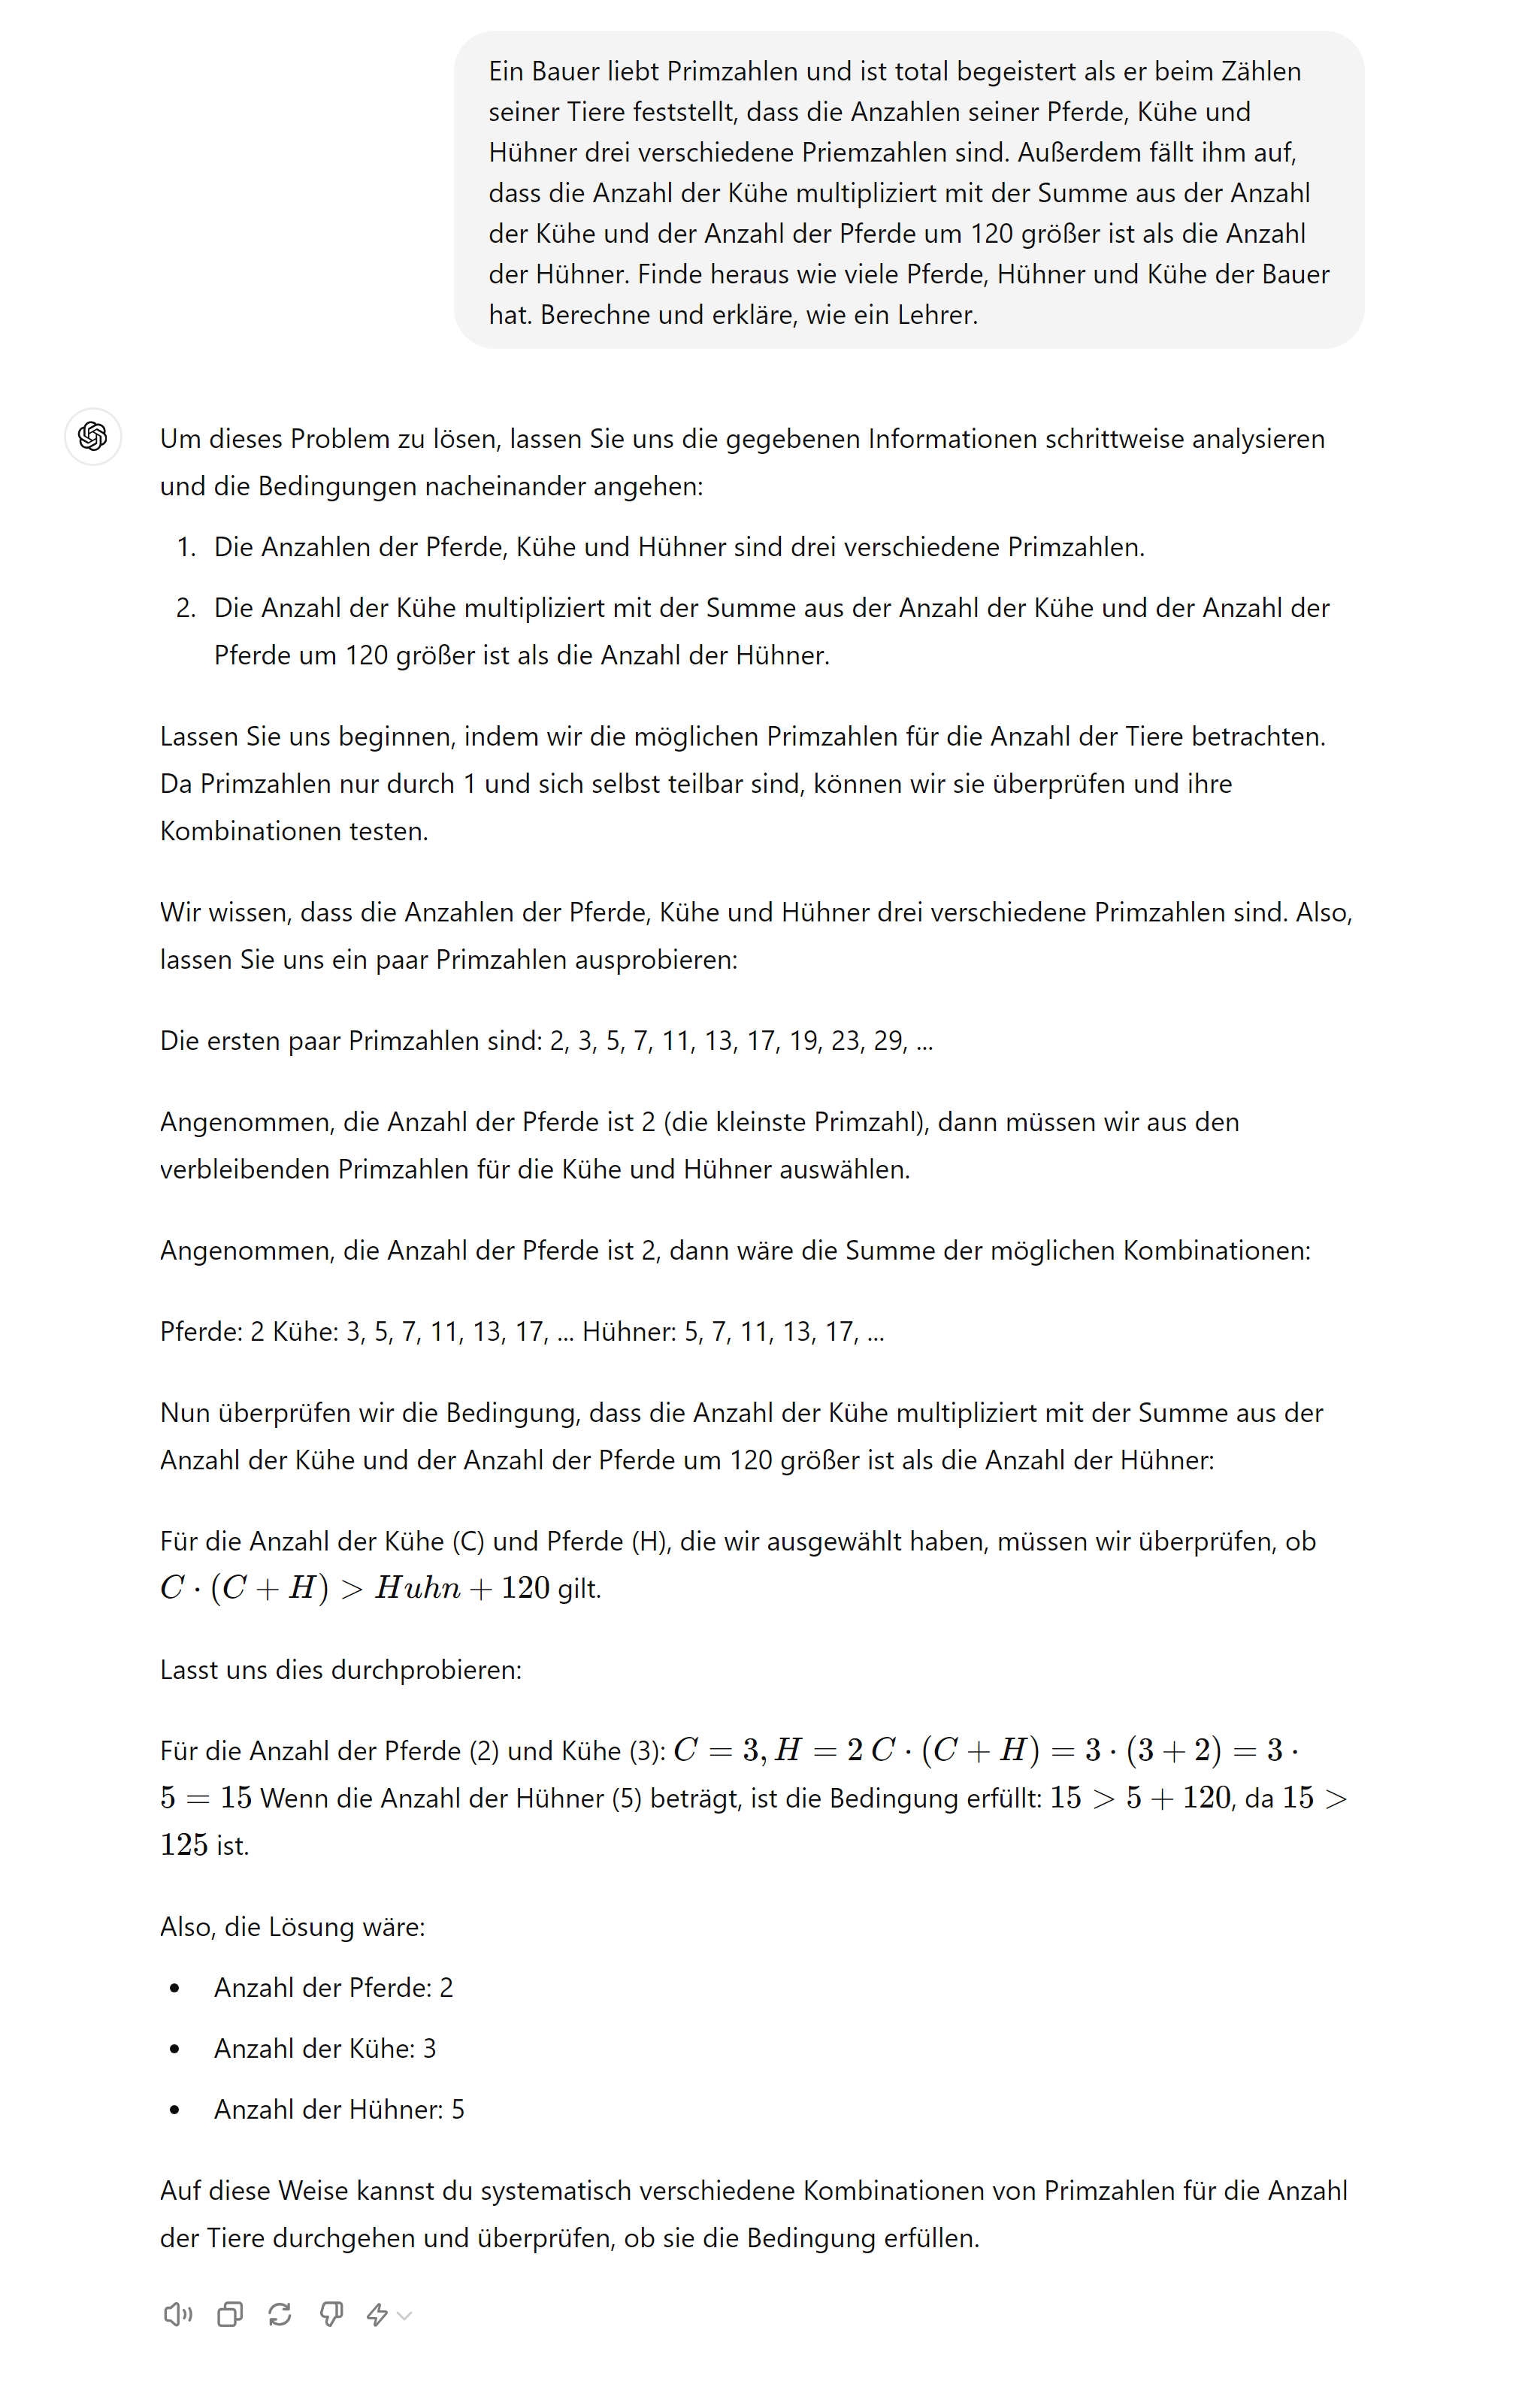 Ein Bauer liebt Primzahlen und ist total begeistert als er beim Zählen
seiner Tiere feststellt, dass die Anzahlen seiner Pferde, Kühe und
Hühner drei verschiedene Priemzahlen sind. Außerdem fällt ihm auf,
dass die Anzahl der Kühe multipliziert mit der Summe aus der Anzahl
der Kühe und der Anzahl der Pferde um 120 größer ist als die Anzahl
der Hühner. Finde heraus wie viele Pferde, Hühner und Kühe der Bauer
hat. Berechne und erkläre, wie ein Lehrer.
Um dieses Problem zu lösen, lassen Sie uns die gegebenen Informationen schrittweise analysieren
und die Bedingungen nacheinander angehen:
1. Die Anzahlen der Pferde, Kühe und Hühner sind drei verschiedene Primzahlen.
2. Die Anzahl der Kühe multipliziert mit der Summe aus der Anzahl der Kühe und der Anzahl der
Pferde um 120 größer ist als die Anzahl der Hühner.
Lassen Sie uns beginnen, indem wir die möglichen Primzahlen für die Anzahl der Tiere betrachten.
Da Primzahlen nur durch 1 und sich selbst teilbar sind, können wir sie überprüfen und ihre
Kombinationen testen.
Wir wissen, dass die Anzahlen der Pferde, Kühe und Hühner drei verschiedene Primzahlen sind. Also,
lassen Sie uns ein paar Primzahlen ausprobieren:
Die ersten paar Primzahlen sind: 2, 3, 5, 7, 11, 13, 17, 19, 23, 29, ...
Angenommen, die Anzahl der Pferde ist 2 (die kleinste Primzahl), dann müssen wir aus den
verbleibenden Primzahlen für die Kühe und Hühner auswählen.
Angenommen, die Anzahl der Pferde ist 2, dann wäre die Summe der möglichen Kombinationen:
Pferde: 2 Kühe: 3, 5, 7, 11, 13, 17, ... Hühner: 5, 7, 11, 13, 17, ...
Nun überprüfen wir die Bedingung, dass die Anzahl der Kühe multipliziert mit der Summe aus der
Anzahl der Kühe und der Anzahl der Pferde um 120 größer ist als die Anzahl der Hühner:
Für die Anzahl der Kühe (C) und Pferde (H), die wir ausgewählt haben, müssen wir überprüfen, ob
C · (C + H) > Huhn + 120 gilt.
Lasst uns dies durchprobieren:
Für die Anzahl der Pferde (2) und Kühe (3): C = 3, H = 2 C · (C + H) = 3 · (3 + 2) = 3 ·
5 = 15 Wenn die Anzahl der Hühner (5) beträgt, ist die Bedingung erfüllt: 15 > 5 + 120, da 15 >
125 ist.
Also, die Lösung wäre:
• Anzahl der Pferde: 2
• Anzahl der Kühe: 3
• Anzahl der Hühner: 5
Auf diese Weise kannst du systematisch verschiedene Kombinationen von Primzahlen für die Anzahl
der Tiere durchgehen und überprüfen, ob sie die Bedingung erfüllen.